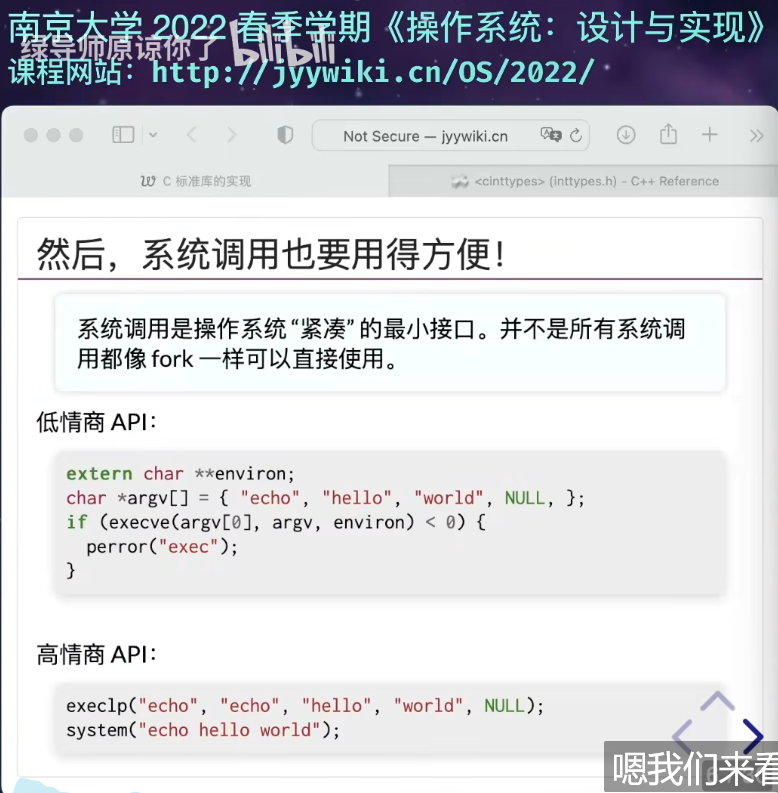 南京大学 2022 春季学期《操作系统：设计与实现》
绿导师原谅你了 bilibili
课程网站：http://jyywiki.cn/OS/2022/
Not Secure — jyywiki.cn
C 标准库的实现
<cinttypes> (inttypes.h) - C++ Reference
然后，系统调用也要用得方便！
系统调用是操作系统 “紧凑” 的最小接口。并不是所有系统调
用都像 fork 一样可以直接使用。
低情商 API：
extern char **environ;
char *argv[] = { "echo", "hello", "world", NULL, };
if (execve(argv[0], argv, environ) < 0) {
  perror("exec");
}
高情商 API：
execlp("echo", "echo", "hello", "world", NULL);
system("echo hello world");
嗯我们来看